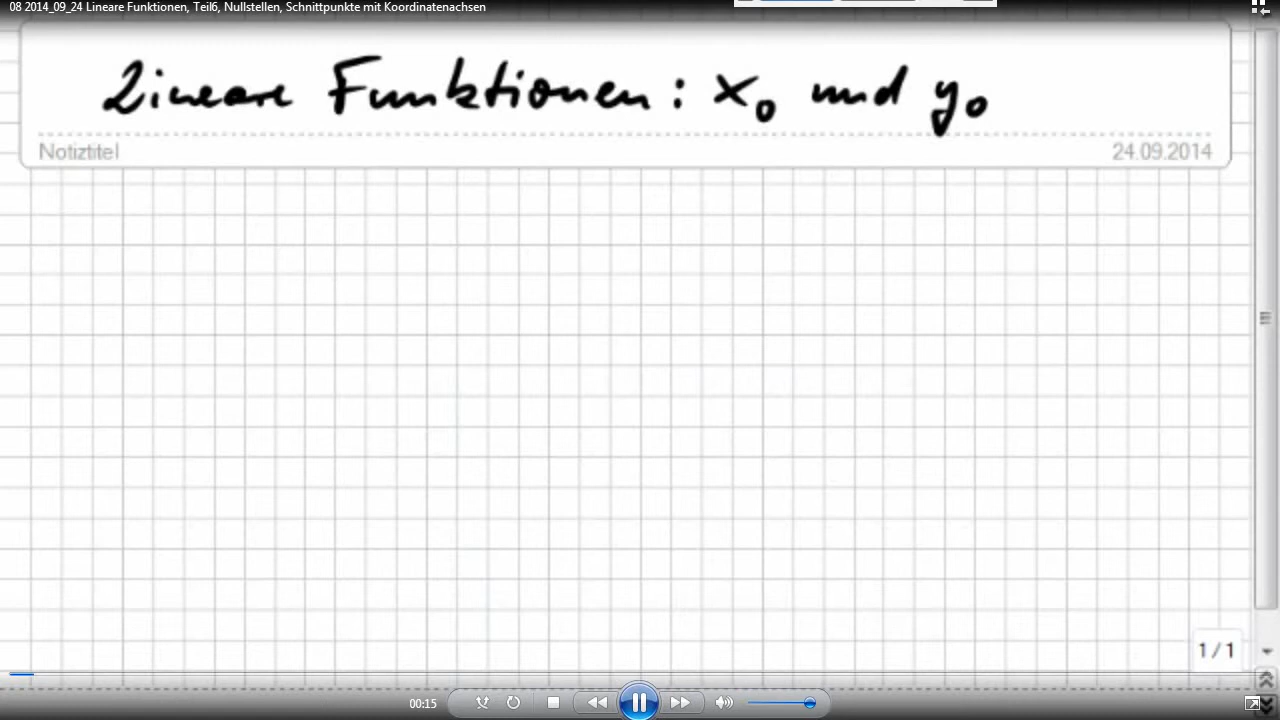 08 2014_09_24 Lineare Funktionen, Teil6, Nullstellen, Schnittpunkte mit Koordinatenachsen
Lineare Funktionen: x₀ und y₀
Notiztitel
24.09.2014
1 / 1
00:15